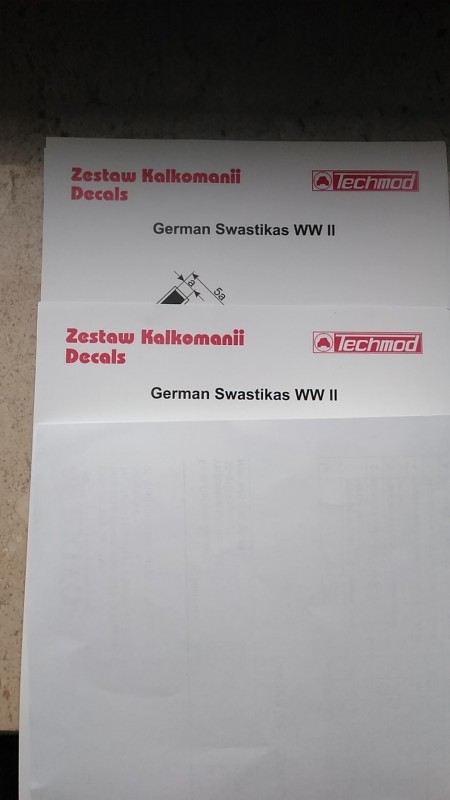 Zestaw Kalkomanii
Decals
Techmod
German Swastikas WW II
a
5a
Zestaw Kalkomanii
Decals
Techmod
German Swastikas WW II